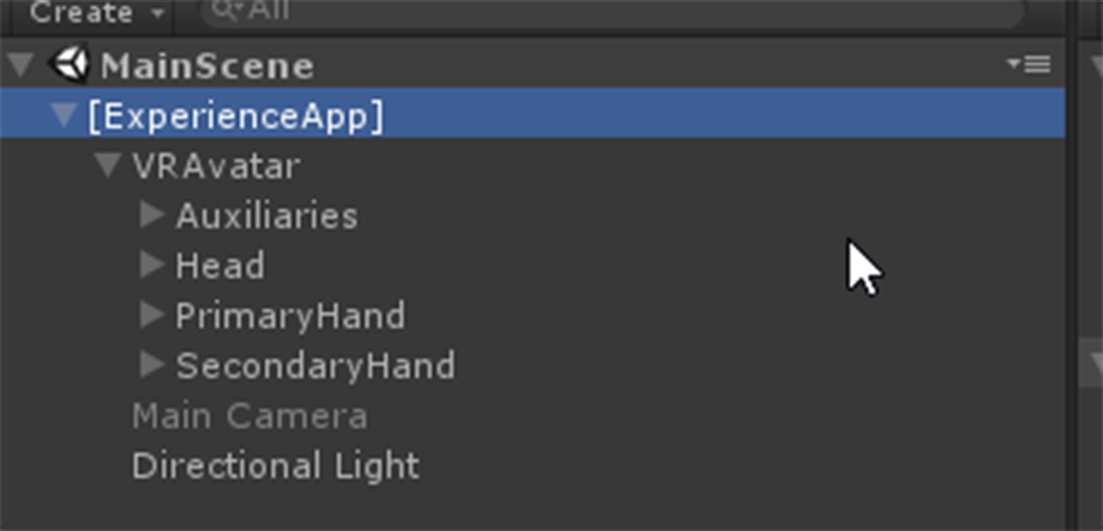 Create
All
MainScene
[ExperienceApp]
VRAvatar
Auxiliaries
Head
PrimaryHand
SecondaryHand
Main Camera
Directional Light